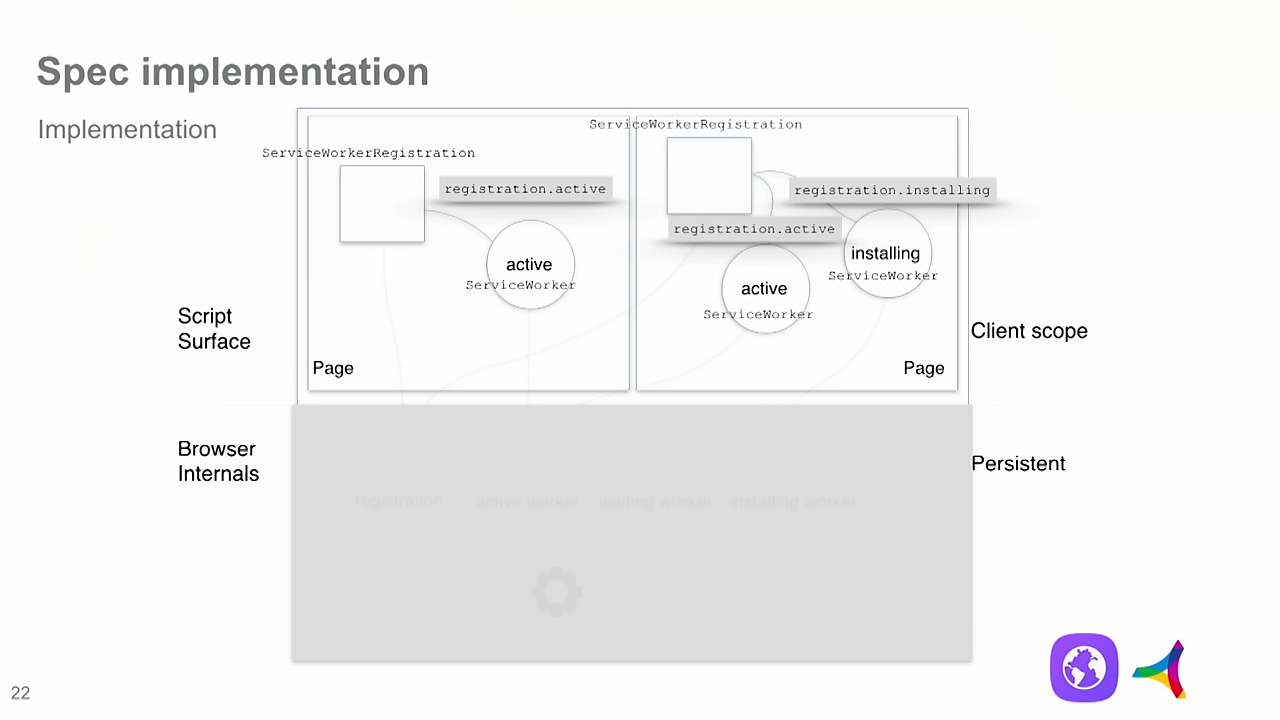 Spec implementation
Implementation
ServiceWorkerRegistration
ServiceWorkerRegistration
registration.active
registration.installing
registration.active
active
ServiceWorker
installing
ServiceWorker
active
ServiceWorker
Script
Surface
Page
Page
Client scope
Browser
Internals
Persistent
registration
active worker
waiting worker
installing worker
22